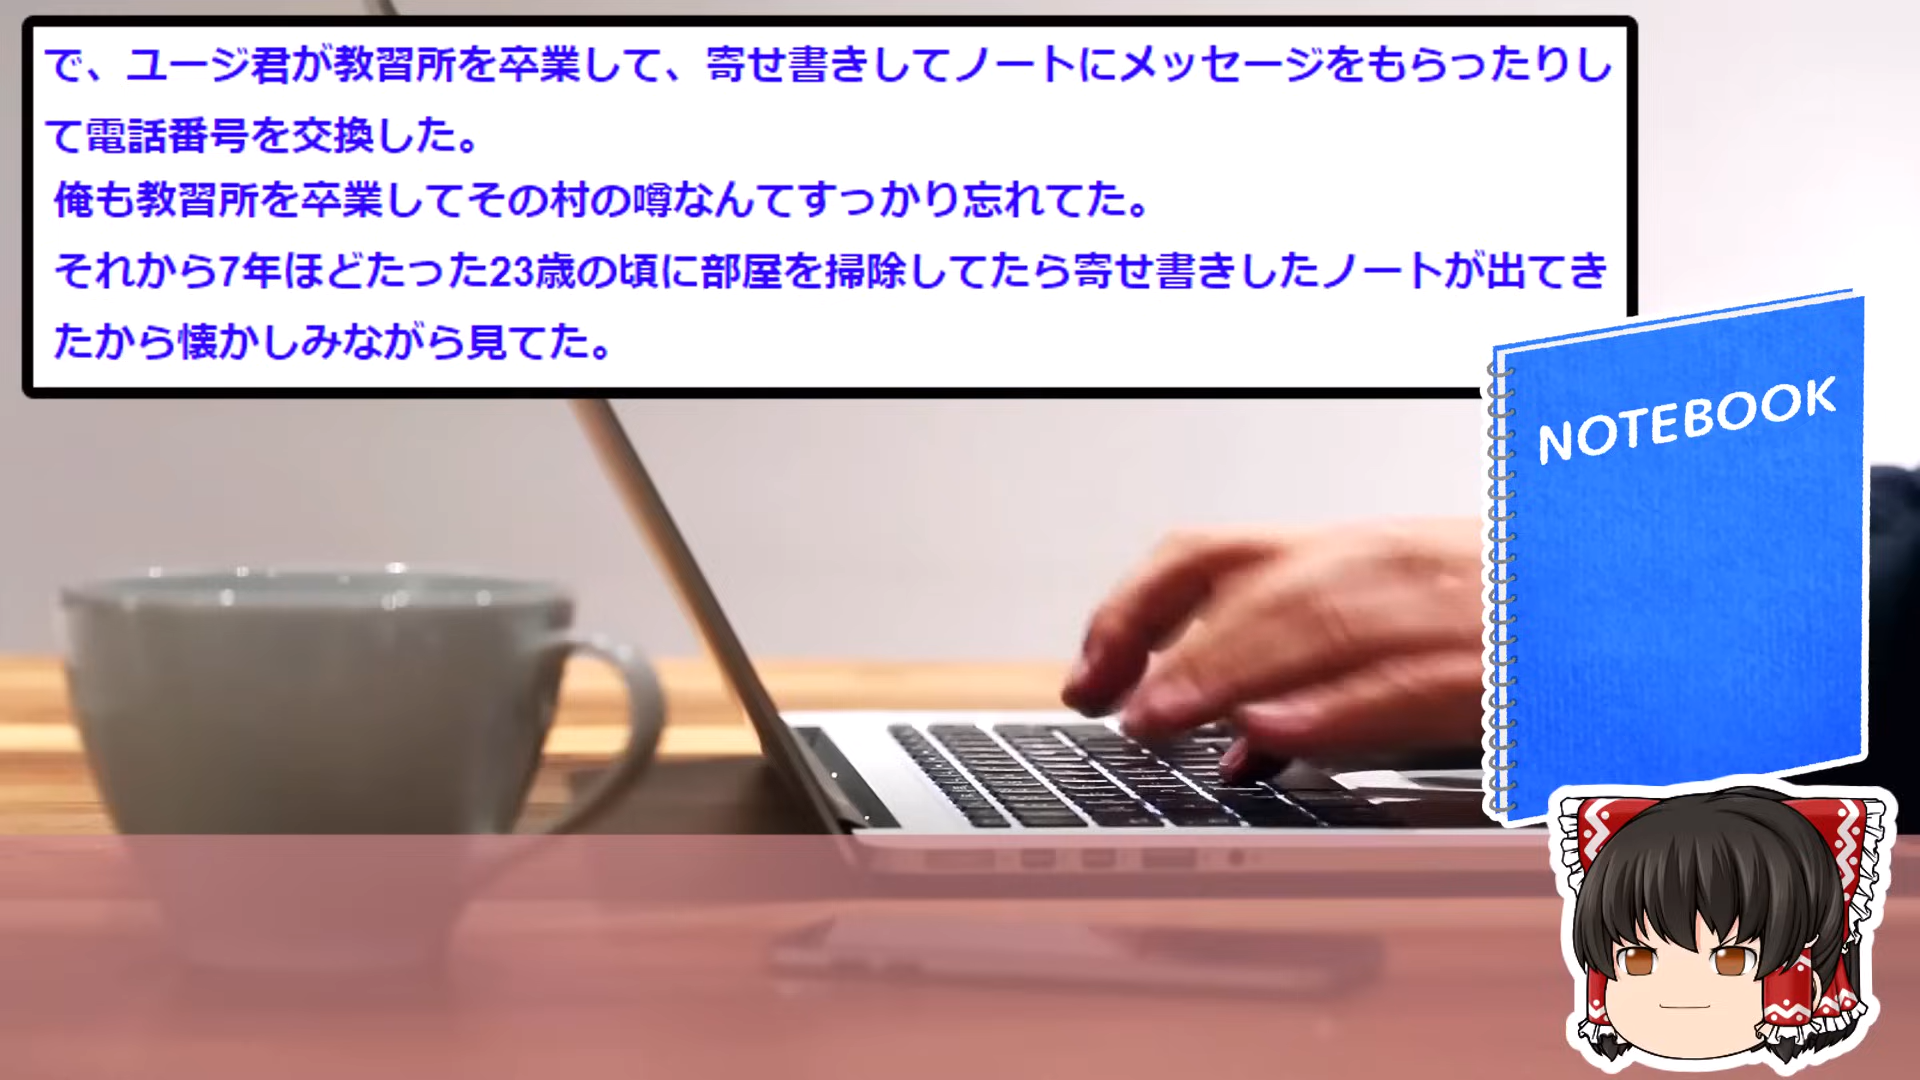 で、ユージ君が教習所を卒業して、寄せ書きしてノートにメッセージをもらったりし
て電話番号を交換した。
俺も教習所を卒業してその村の噂なんてすっかり忘れてた。
それから7年ほどたった23歳の頃に部屋を掃除してたら寄せ書きしたノートが出てき
たから懐かしみながら見てた。
NOTEBOOK